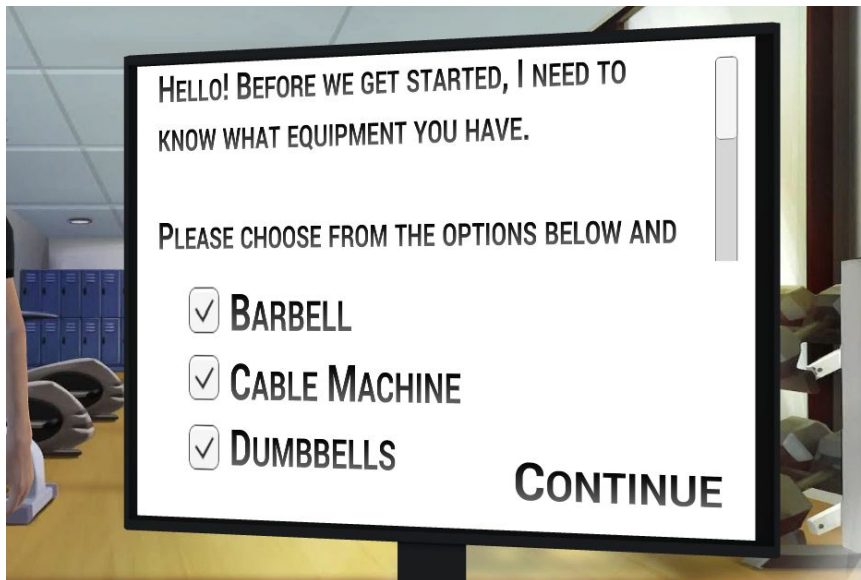 Hello! Before we get started, I need to
know what equipment you have.
Please choose from the options below and
Barbell
Cable Machine
Dumbbells
Continue